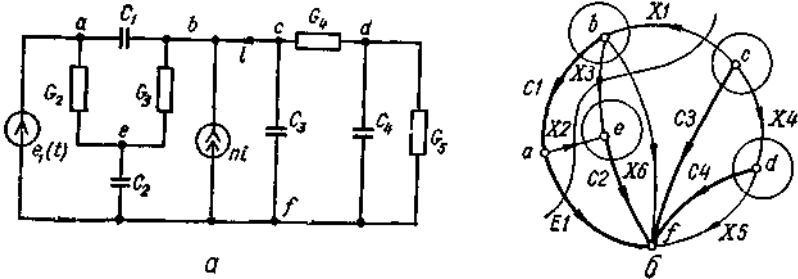 a C₁ b c G₄ d
i
G₂ G₃
e
e₁(t) ni C₃ C₄ G₅
C₂
f
а
X1
b
c
C1 X3
C3 X4
X2 e
a C2 X6 C4 d
E1 f X5
б